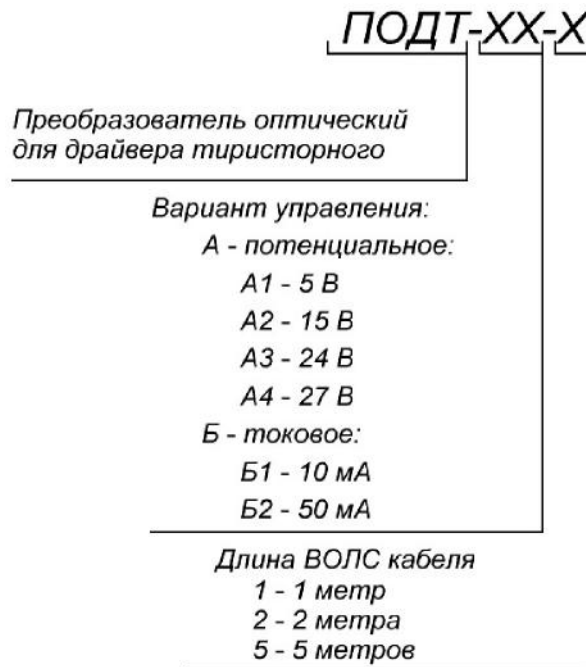 ПОДТ-ХХ-Х
Преобразователь оптический
для драйвера тиристорного
Вариант управления:
А - потенциальное:
А1 - 5 В
А2 - 15 В
А3 - 24 В
А4 - 27 В
Б - токовое:
Б1 - 10 мА
Б2 - 50 мА
Длина ВОЛС кабеля
1 - 1 метр
2 - 2 метра
5 - 5 метров